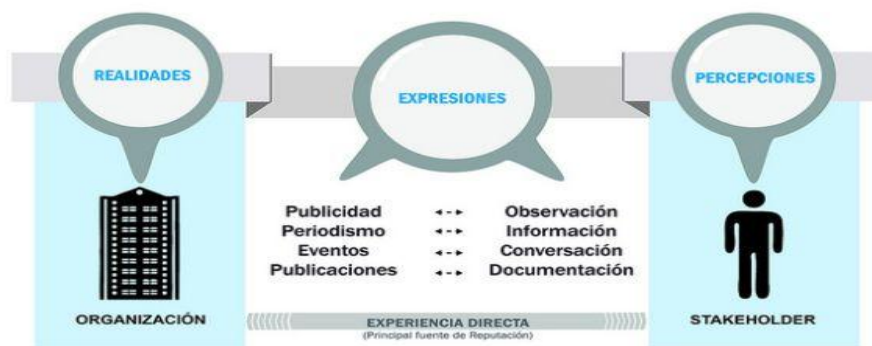 REALIDADES
EXPRESIONES
PERCEPCIONES
Publicidad Observación
Periodismo Información
Eventos Conversación
Publicaciones Documentación
ORGANIZACIÓN
EXPERIENCIA DIRECTA
(Principal fuente de Reputación)
STAKEHOLDER